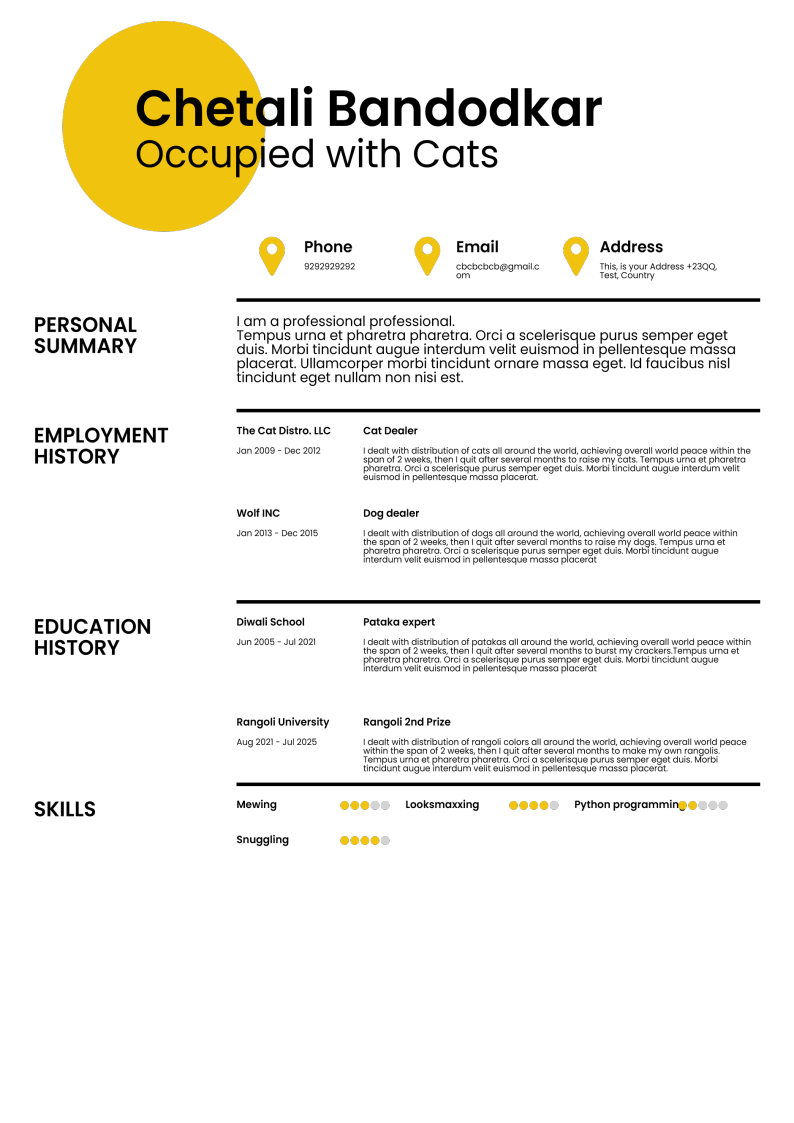 Chetali Bandodkar
Occupied with Cats
Phone
9292929292
Email
cbcbcbcb@gmail.c
om
Address
This, is your Address +23QQ,
Test, Country
PERSONAL
SUMMARY
I am a professional professional.
Tempus urna et pharetra pharetra. Orci a scelerisque purus semper eget
duis. Morbi tincidunt augue interdum velit euismod in pellentesque massa
placerat. Ullamcorper morbi tincidunt ornare massa eget. Id faucibus nisl
tincidunt eget nullam non nisi est.
EMPLOYMENT
HISTORY
The Cat Distro. LLC
Jan 2009 - Dec 2012
Cat Dealer
I dealt with distribution of cats all around the world, achieving overall world peace within the
span of 2 weeks, then I quit after several months to raise my cats. Tempus urna et pharetra
pharetra. Orci a scelerisque purus semper eget duis. Morbi tincidunt augue interdum velit
euismod in pellentesque massa placerat.
Wolf INC
Jan 2013 - Dec 2015
Dog dealer
I dealt with distribution of dogs all around the world, achieving overall world peace within
the span of 2 weeks, then I quit after several months to raise my dogs. Tempus urna et
pharetra pharetra. Orci a scelerisque purus semper eget duis. Morbi tincidunt augue
interdum velit euismod in pellentesque massa placerat
EDUCATION
HISTORY
Diwali School
Jun 2005 - Jul 2021
Pataka expert
I dealt with distribution of patakas all around the world, achieving overall world peace within
the span of 2 weeks, then I quit after several months to burst my crackers.Tempus urna et
pharetra pharetra. Orci a scelerisque purus semper eget duis. Morbi tincidunt augue
interdum velit euismod in pellentesque massa placerat
Rangoli University
Aug 2021 - Jul 2025
Rangoli 2nd Prize
I dealt with distribution of rangoli colors all around the world, achieving overall world peace
within the span of 2 weeks, then I quit after several months to make my own rangolis.
Tempus urna et pharetra pharetra. Orci a scelerisque purus semper eget duis. Morbi
tincidunt augue interdum velit euismod in pellentesque massa placerat.
SKILLS
Mewing
Looksmaxxing
Python programming
Snuggling